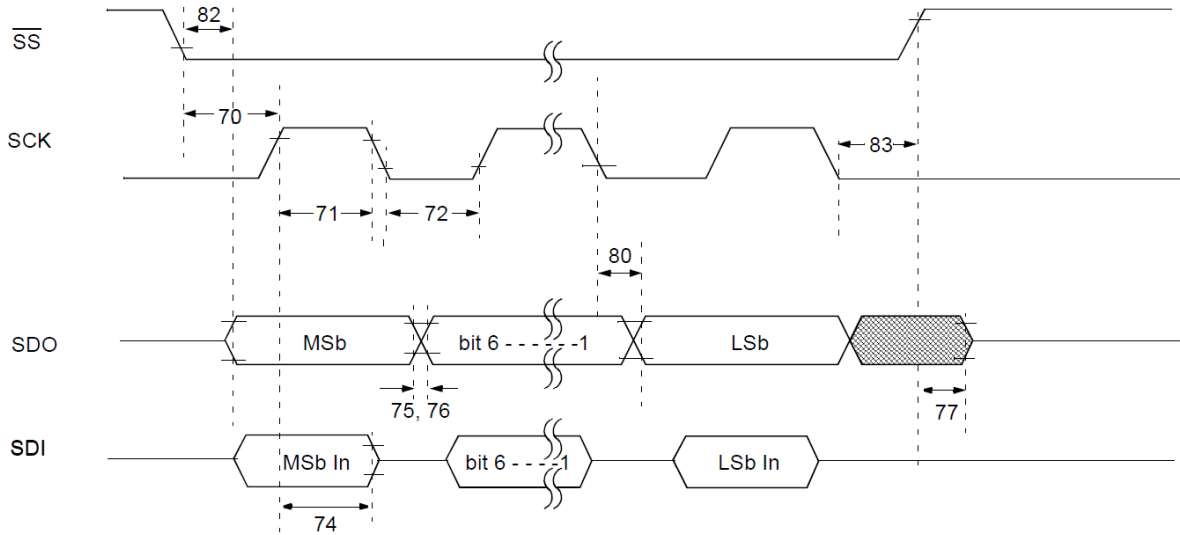 82
SS
70
SCK
83
71
72
80
SDO
MSb
bit 6 - - - - - -1
LSb
75, 76
77
SDI
MSb In
bit 6 - - - -1
LSb In
74